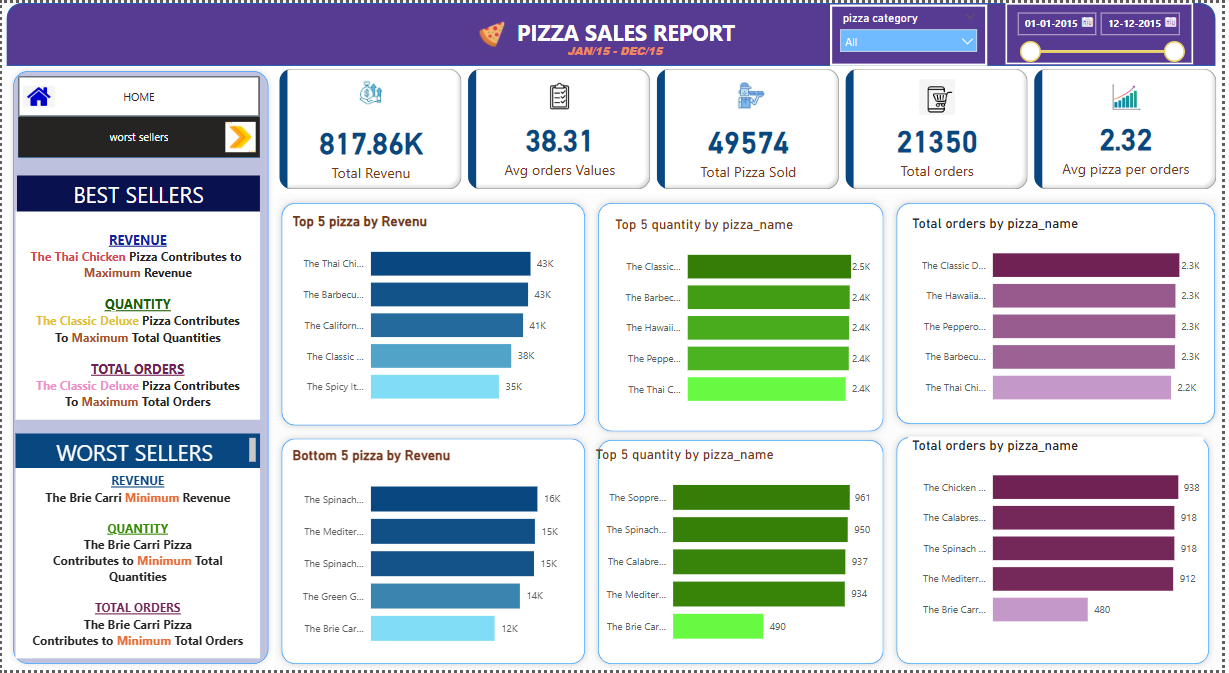 PIZZA SALES REPORT
JAN/15 - DEC/15
pizza category
All
01-01-2015
12-12-2015
HOME
worst sellers
817.86K
Total Revenu
38.31
Avg orders Values
49574
Total Pizza Sold
21350
Total orders
2.32
Avg pizza per orders
BEST SELLERS
REVENUE
The Thai Chicken Pizza Contributes to
Maximum Revenue
QUANTITY
The Classic Deluxe Pizza Contributes
To Maximum Total Quantities
TOTAL ORDERS
The Classic Deluxe Pizza Contributes
To Maximum Total Orders
WORST SELLERS
REVENUE
The Brie Carri Minimum Revenue
QUANTITY
The Brie Carri Pizza
Contributes to Minimum Total
Quantities
TOTAL ORDERS
The Brie Carri Pizza
Contributes to Minimum Total Orders
Top 5 pizza by Revenu
The Thai Chi... 43K
The Barbecu... 43K
The Californ... 41K
The Classic ... 38K
The Spicy It... 35K
Top 5 quantity by pizza_name
The Classic... 2.5K
The Barbec... 2.4K
The Hawaii... 2.4K
The Peppe... 2.4K
The Thai C... 2.4K
Total orders by pizza_name
The Classic D... 2.3K
The Hawaiia... 2.3K
The Peppero... 2.3K
The Barbecu... 2.3K
The Thai Chi... 2.2K
Bottom 5 pizza by Revenu
The Spinach... 16K
The Mediter... 15K
The Spinach... 15K
The Green G... 14K
The Brie Car... 12K
Top 5 quantity by pizza_name
The Soppre... 961
The Spinach... 950
The Calabre... 937
The Mediter... 934
The Brie Car... 490
Total orders by pizza_name
The Chicken ... 938
The Calabres... 918
The Spinach ... 918
The Mediterr... 912
The Brie Carr... 480